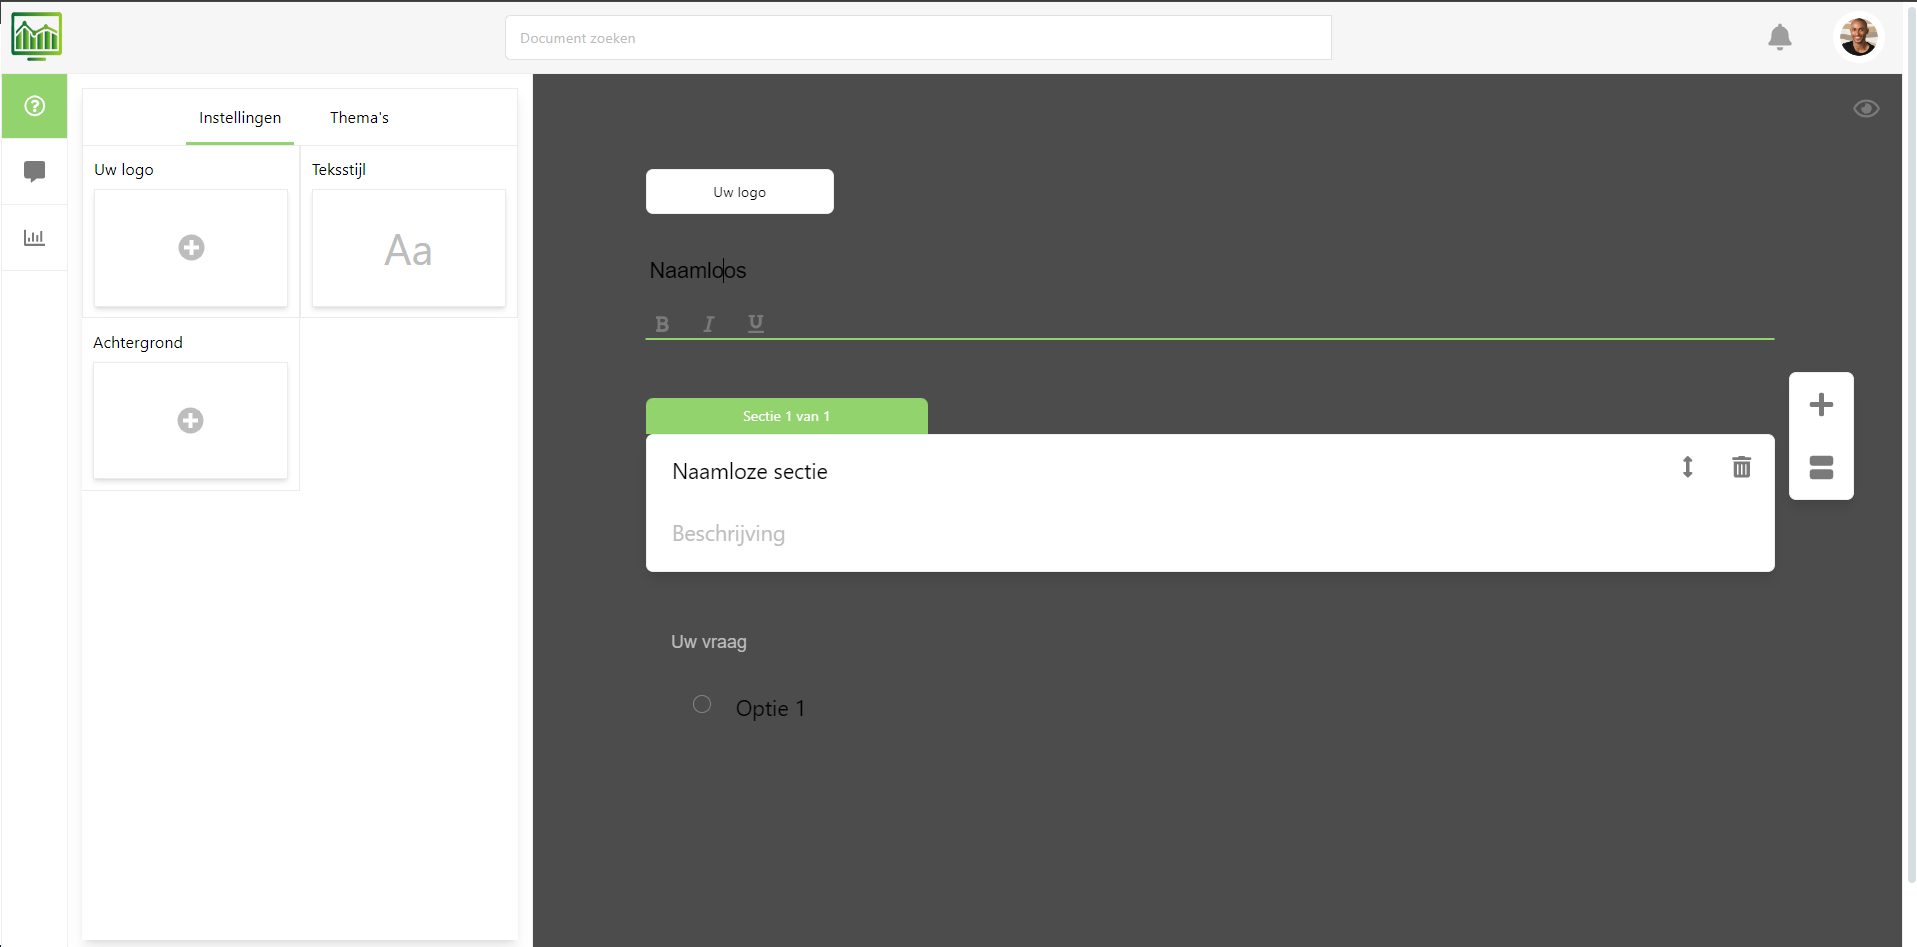 Document zoeken
Instellingen
Thema's
Uw logo
Teksstijl
Aa
Achtergrond
Uw logo
Naamloos
B I U
Sectie 1 van 1
Naamloze sectie
Beschrijving
Uw vraag
Optie 1